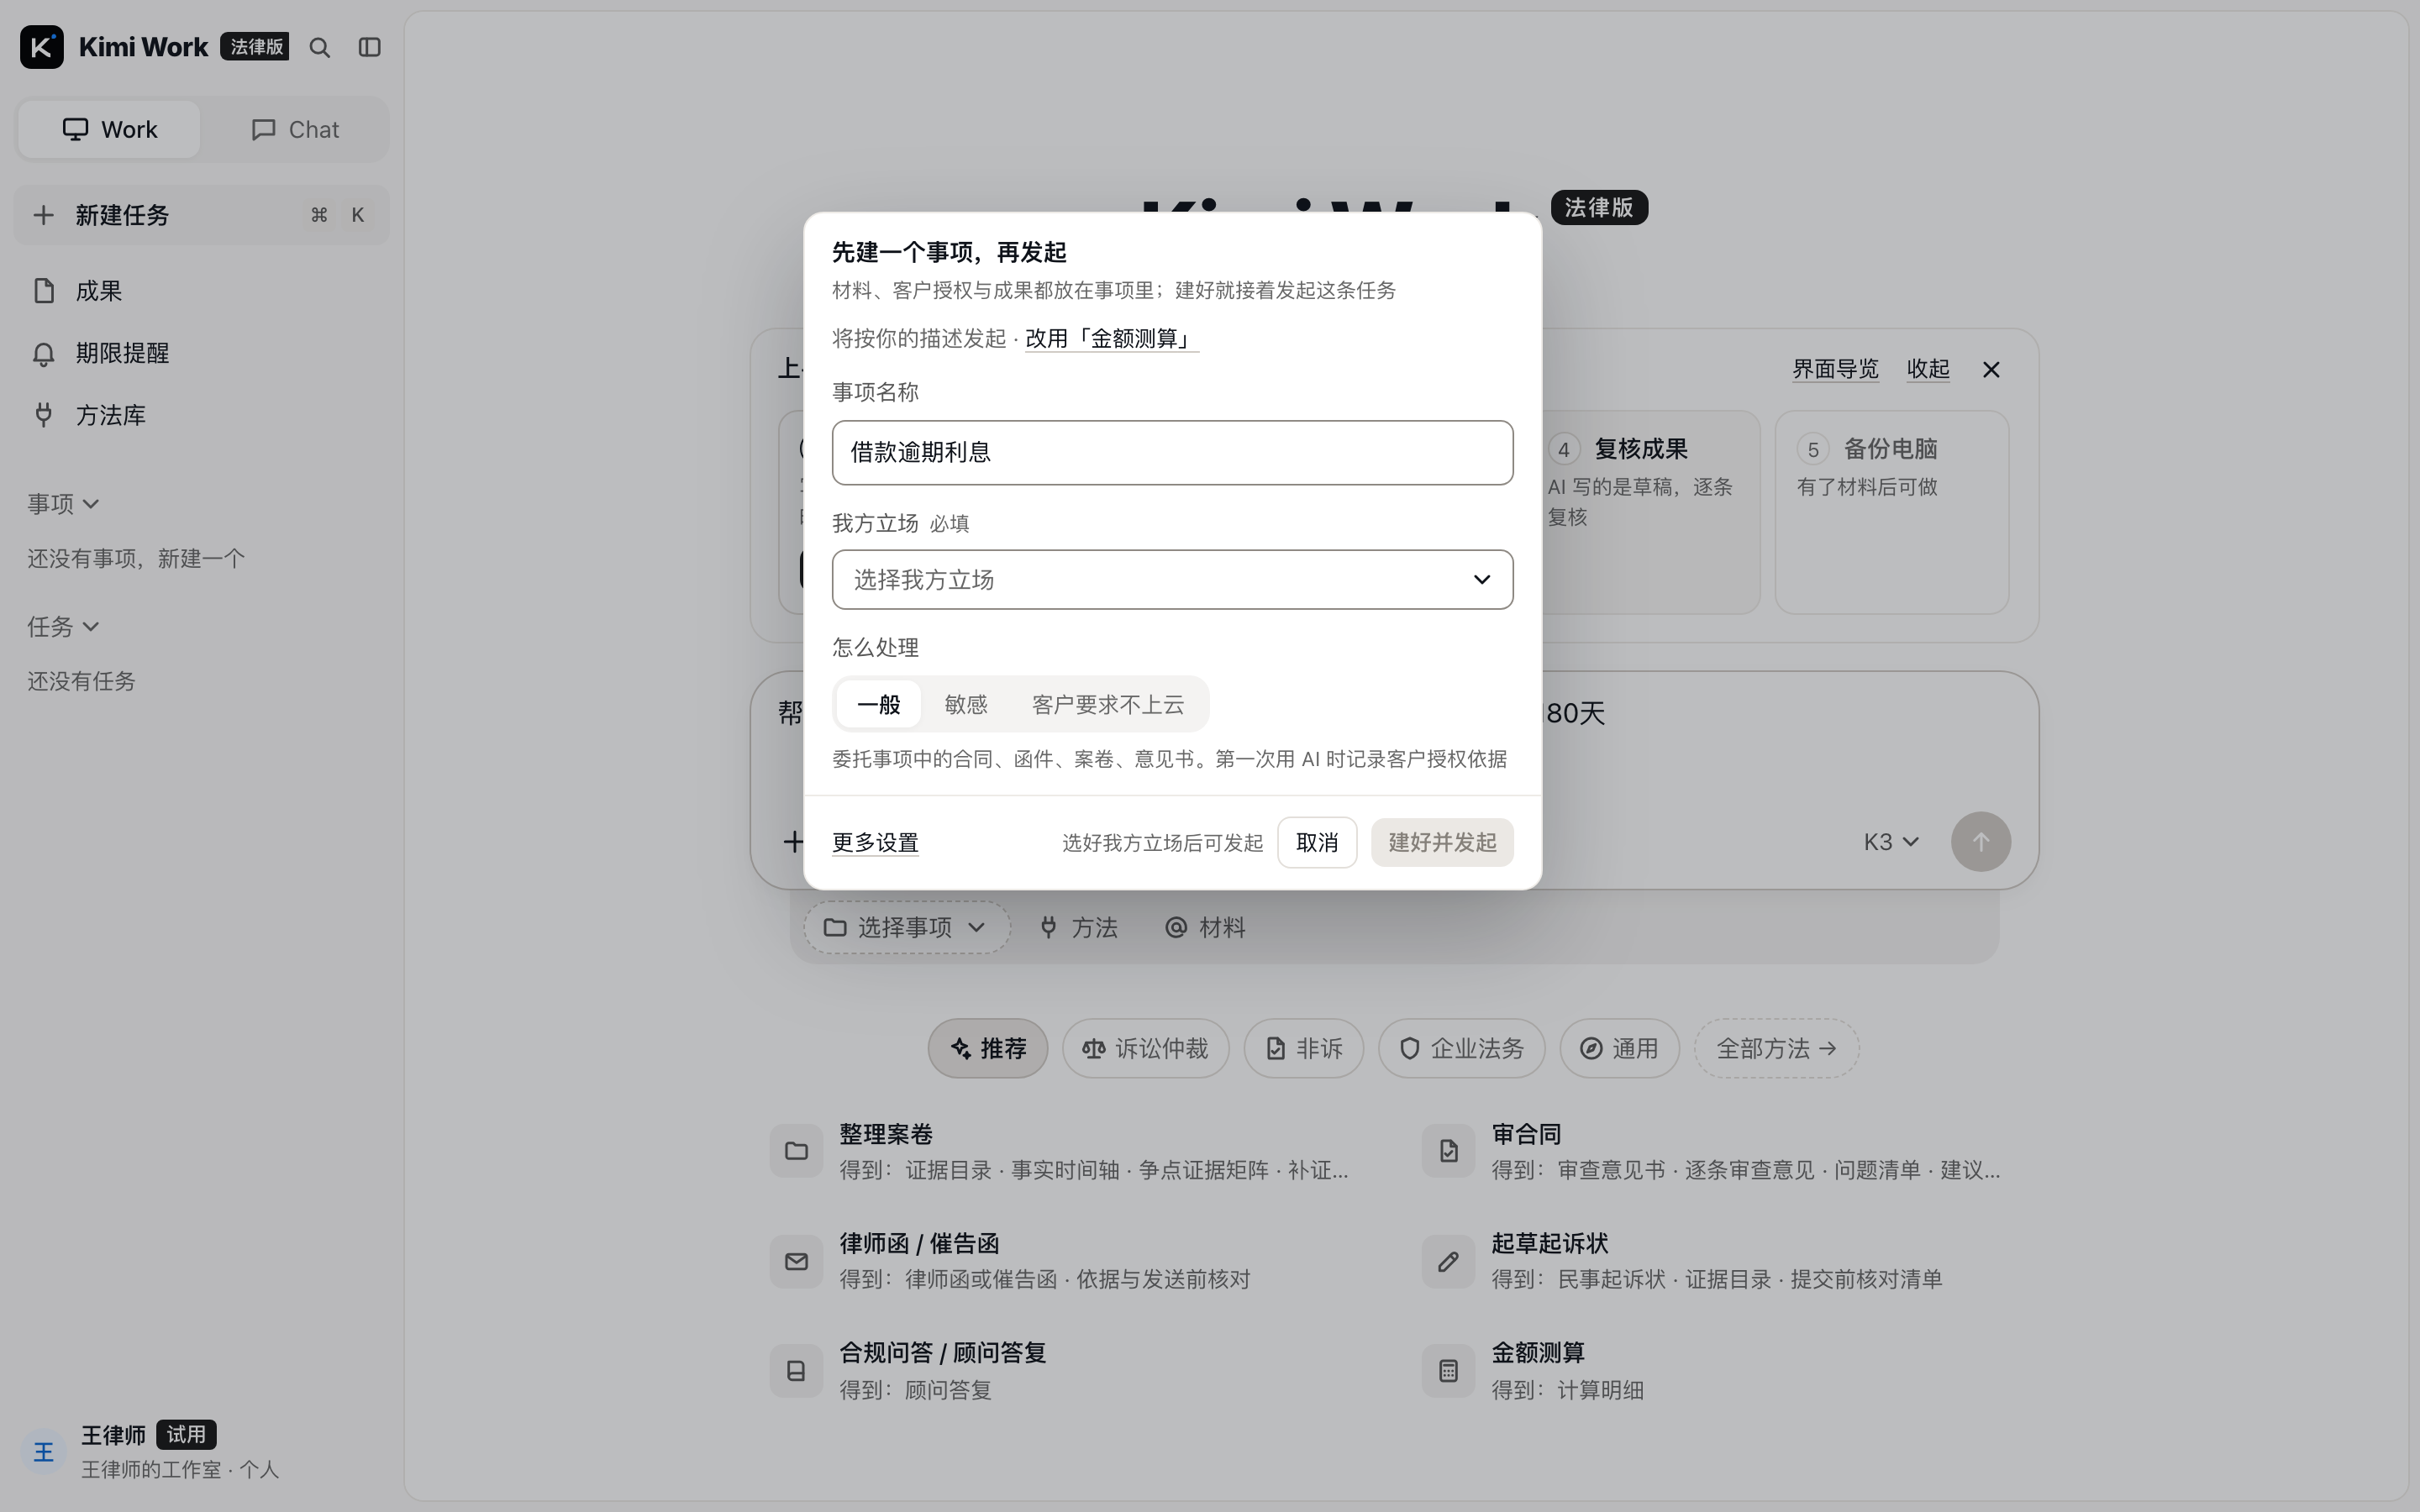 Kimi Work 法律版
Work
Chat
新建任务 ⌘ K
成果
期限提醒
方法库
事项
还没有事项，新建一个
任务
还没有任务
王 王律师 试用
王律师的工作室 · 个人
法律版
界面导览 收起
4 复核成果
AI 写的是草稿，逐条
复核
5 备份电脑
有了材料后可做
先建一个事项，再发起
材料、客户授权与成果都放在事项里；建好就接着发起这条任务
将按你的描述发起 · 改用「金额测算」
事项名称
借款逾期利息
我方立场 必填
选择我方立场
怎么处理
一般 敏感 客户要求不上云
委托事项中的合同、函件、案卷、意见书。第一次用 AI 时记录客户授权依据
更多设置 选好我方立场后可发起 取消 建好并发起
帮
80天
K3
选择事项 方法 材料
推荐 诉讼仲裁 非诉 企业法务 通用 全部方法 →
整理案卷
得到：证据目录 · 事实时间轴 · 争点证据矩阵 · 补证...
审合同
得到：审查意见书 · 逐条审查意见 · 问题清单 · 建议...
律师函 / 催告函
得到：律师函或催告函 · 依据与发送前核对
起草起诉状
得到：民事起诉状 · 证据目录 · 提交前核对清单
合规问答 / 顾问答复
得到：顾问答复
金额测算
得到：计算明细